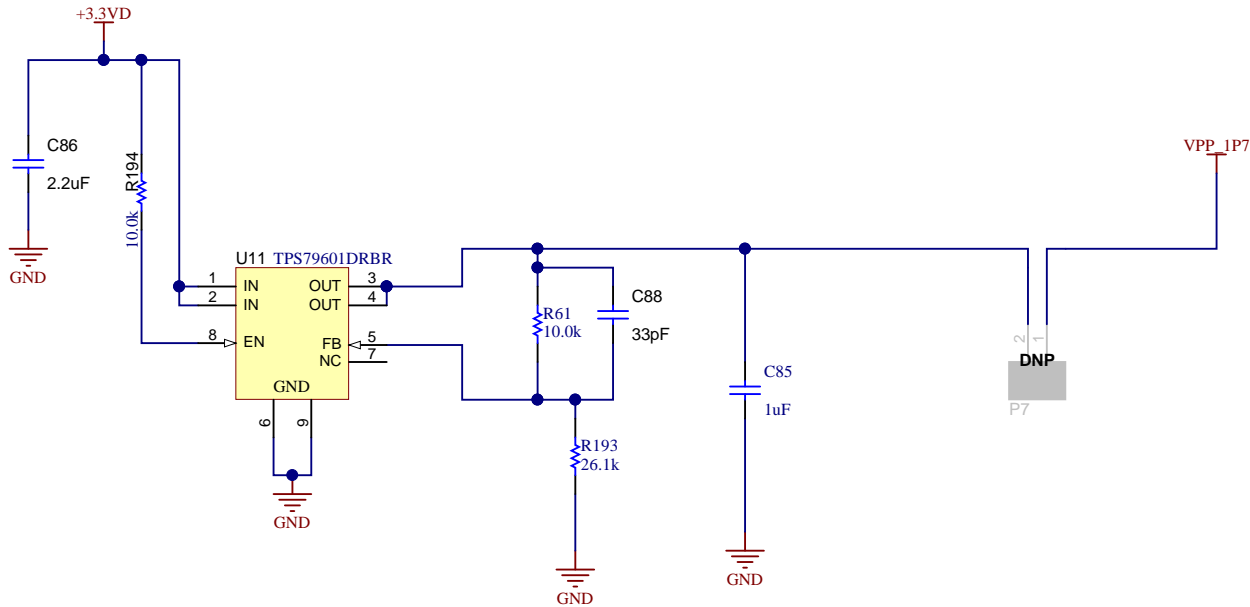 +3.3VD
C86
2.2uF
GND
R194
10.0k
U11 TPS79601DRBR
1 IN OUT 3
2 IN OUT 4
8 EN FB 5
NC 7
GND
6 9
GND
R61
10.0k
C88
33pF
R193
26.1k
GND
C85
1uF
GND
VPP_1P7
2 1
DNP
P7